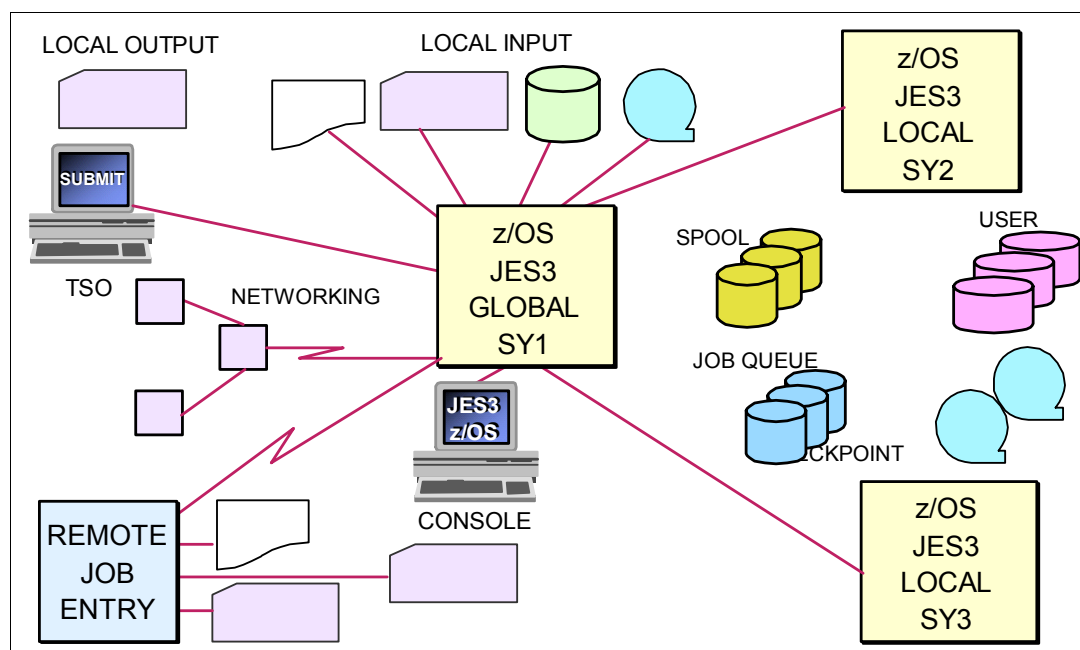 LOCAL OUTPUT
LOCAL INPUT
z/OS
JES3
LOCAL
SY2
SUBMIT
TSO
NETWORKING
z/OS
JES3
GLOBAL
SY1
SPOOL
USER
JOB QUEUE
ECKPOINT
JES3
z/OS
CONSOLE
REMOTE
JOB
ENTRY
z/OS
JES3
LOCAL
SY3